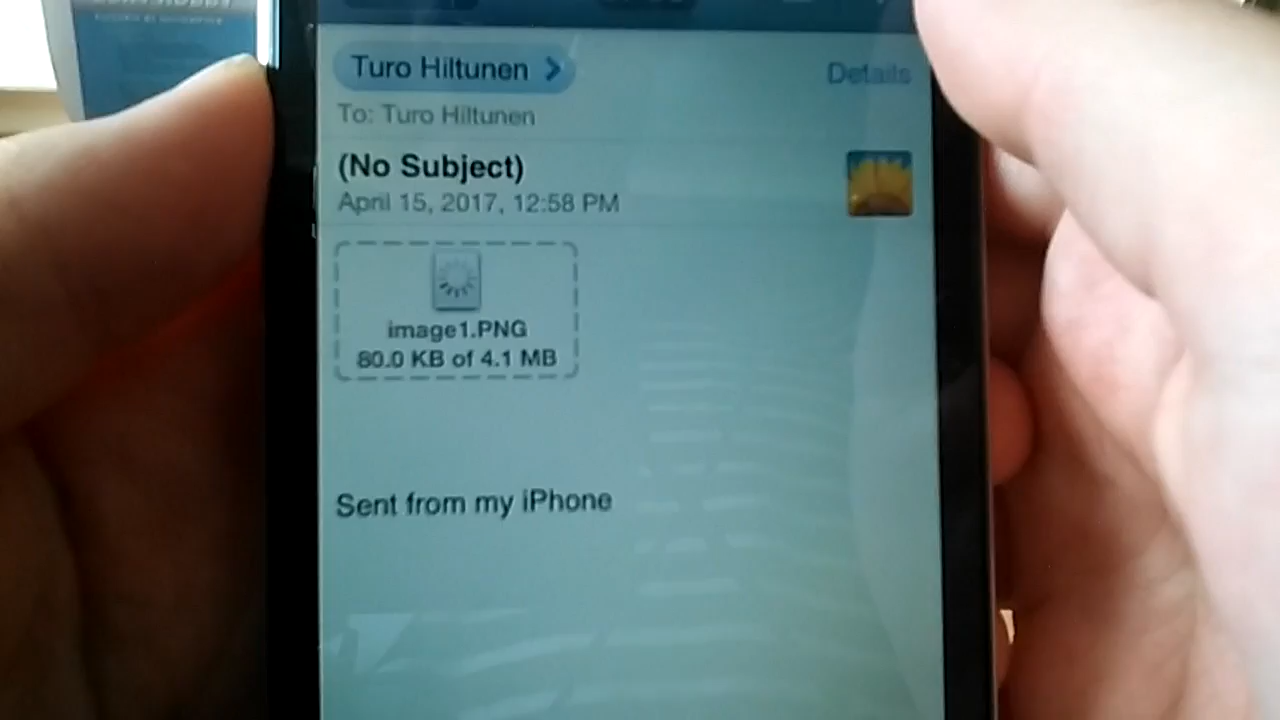 Turo Hiltunen
Details
To: Turo Hiltunen
(No Subject)
April 15, 2017, 12:58 PM
image1.PNG
80.0 KB of 4.1 MB
Sent from my iPhone